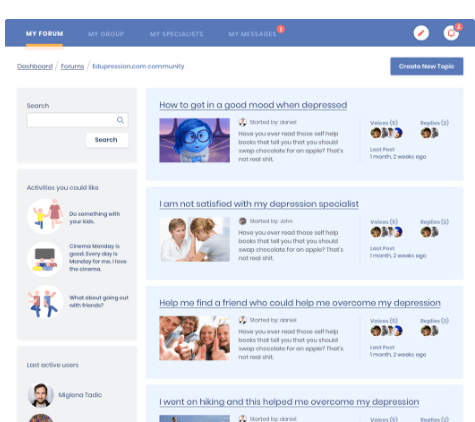 MY FORUM
MY GROUP
MY SPECIALISTS
MY MESSAGES
Dashboard / Forums / Edupression.com community
Create New Topic
Search
Search
Activities you could like
Do something with
your kids.
Cinema Monday is
good. Every day is
Monday for me. I love
the cinema.
What about going out
with friends?
Last active users
Miglena Tadic
How to get in a good mood when depressed
Started by: daniel
Have you ever read those self help
books that tell you that you should
swap chocolate for an apple? That's
not real shit.
Voices (5)
Replies (2)
Last Post
1 month, 2 weeks ago
I am not satisfied with my depression specialist
Started by: John
Have you ever read those self help
books that tell you that you should
swap chocolate for an apple? That's
not real shit.
Voices (5)
Replies (2)
Last Post
1 month, 2 weeks ago
Help me find a friend who could help me overcome my depression
Started by: daniel
Have you ever read those self help
books that tell you that you should
swap chocolate for an apple? That's
not real shit.
Voices (5)
Replies (2)
Last Post
1 month, 2 weeks ago
I went on hiking and this helped me overcome my depression
Started by: daniel
Voices (5)
Replies (2)